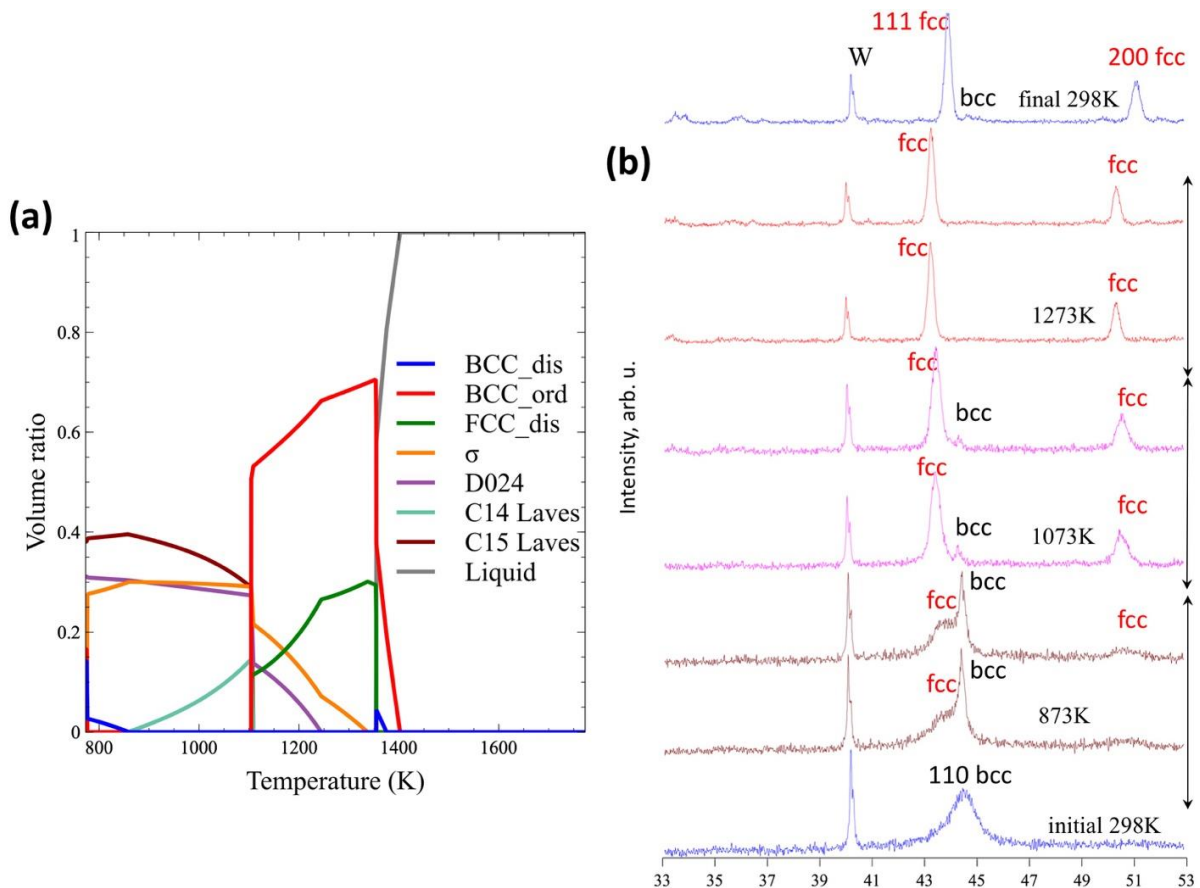 (a)
Volume ratio
1
0.8
0.6
0.4
0.2
0
800
1000
1200
1400
1600
Temperature (K)
BCC_dis
BCC_ord
FCC_dis
σ
D024
C14 Laves
C15 Laves
Liquid
(b)
Intensity, arb. u.
111 fcc
W
200 fcc
bcc
final 298K
fcc
fcc
fcc
fcc
1273K
fcc
bcc
fcc
fcc
bcc
fcc
1073K
bcc
fcc
fcc
bcc
fcc
873K
110 bcc
initial 298K
33 35 37 39 41 43 45 47 49 51 53